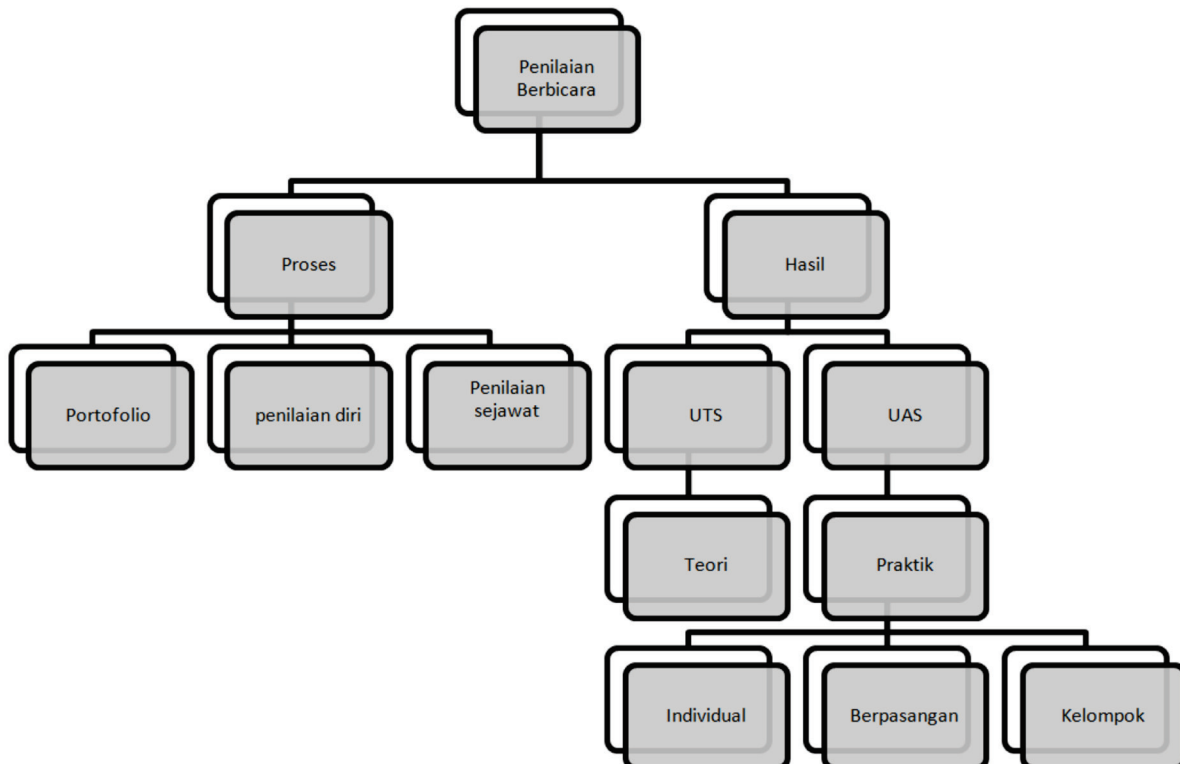 Penilaian
Berbicara
Proses
Hasil
Portofolio
penilaian diri
Penilaian
sejawat
UTS
UAS
Teori
Praktik
Individual
Berpasangan
Kelompok